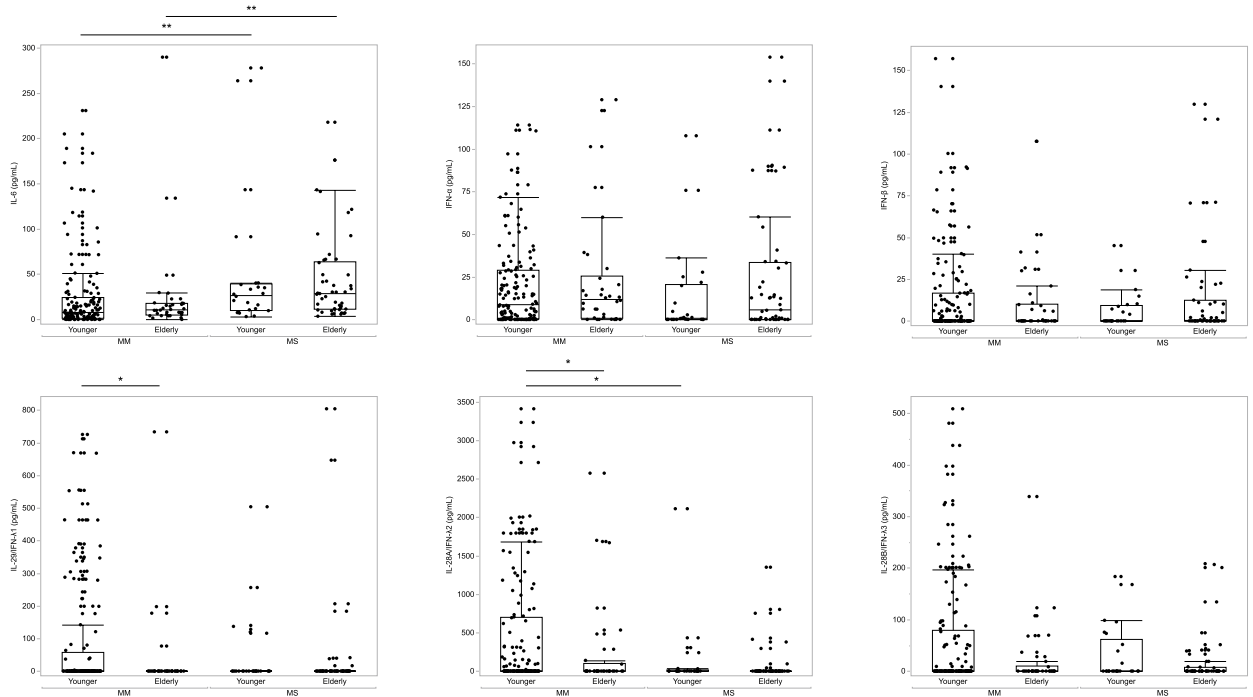 **
**
300
250
200
150
100
50
0
IL-6 (pg/mL)
Younger Elderly Younger Elderly
MM MS
150
125
100
75
50
25
0
IFN-α (pg/mL)
Younger Elderly Younger Elderly
MM MS
150
125
100
75
50
25
0
IFN-β (pg/mL)
Younger Elderly Younger Elderly
MM MS
*
800
700
600
500
400
300
200
100
0
IL-29/IFN-λ1 (pg/mL)
Younger Elderly Younger Elderly
MM MS
*
*
3500
3000
2500
2000
1500
1000
500
0
IL-28A/IFN-λ2 (pg/mL)
Younger Elderly Younger Elderly
MM MS
500
400
300
200
100
0
IL-28B/IFN-λ3 (pg/mL)
Younger Elderly Younger Elderly
MM MS